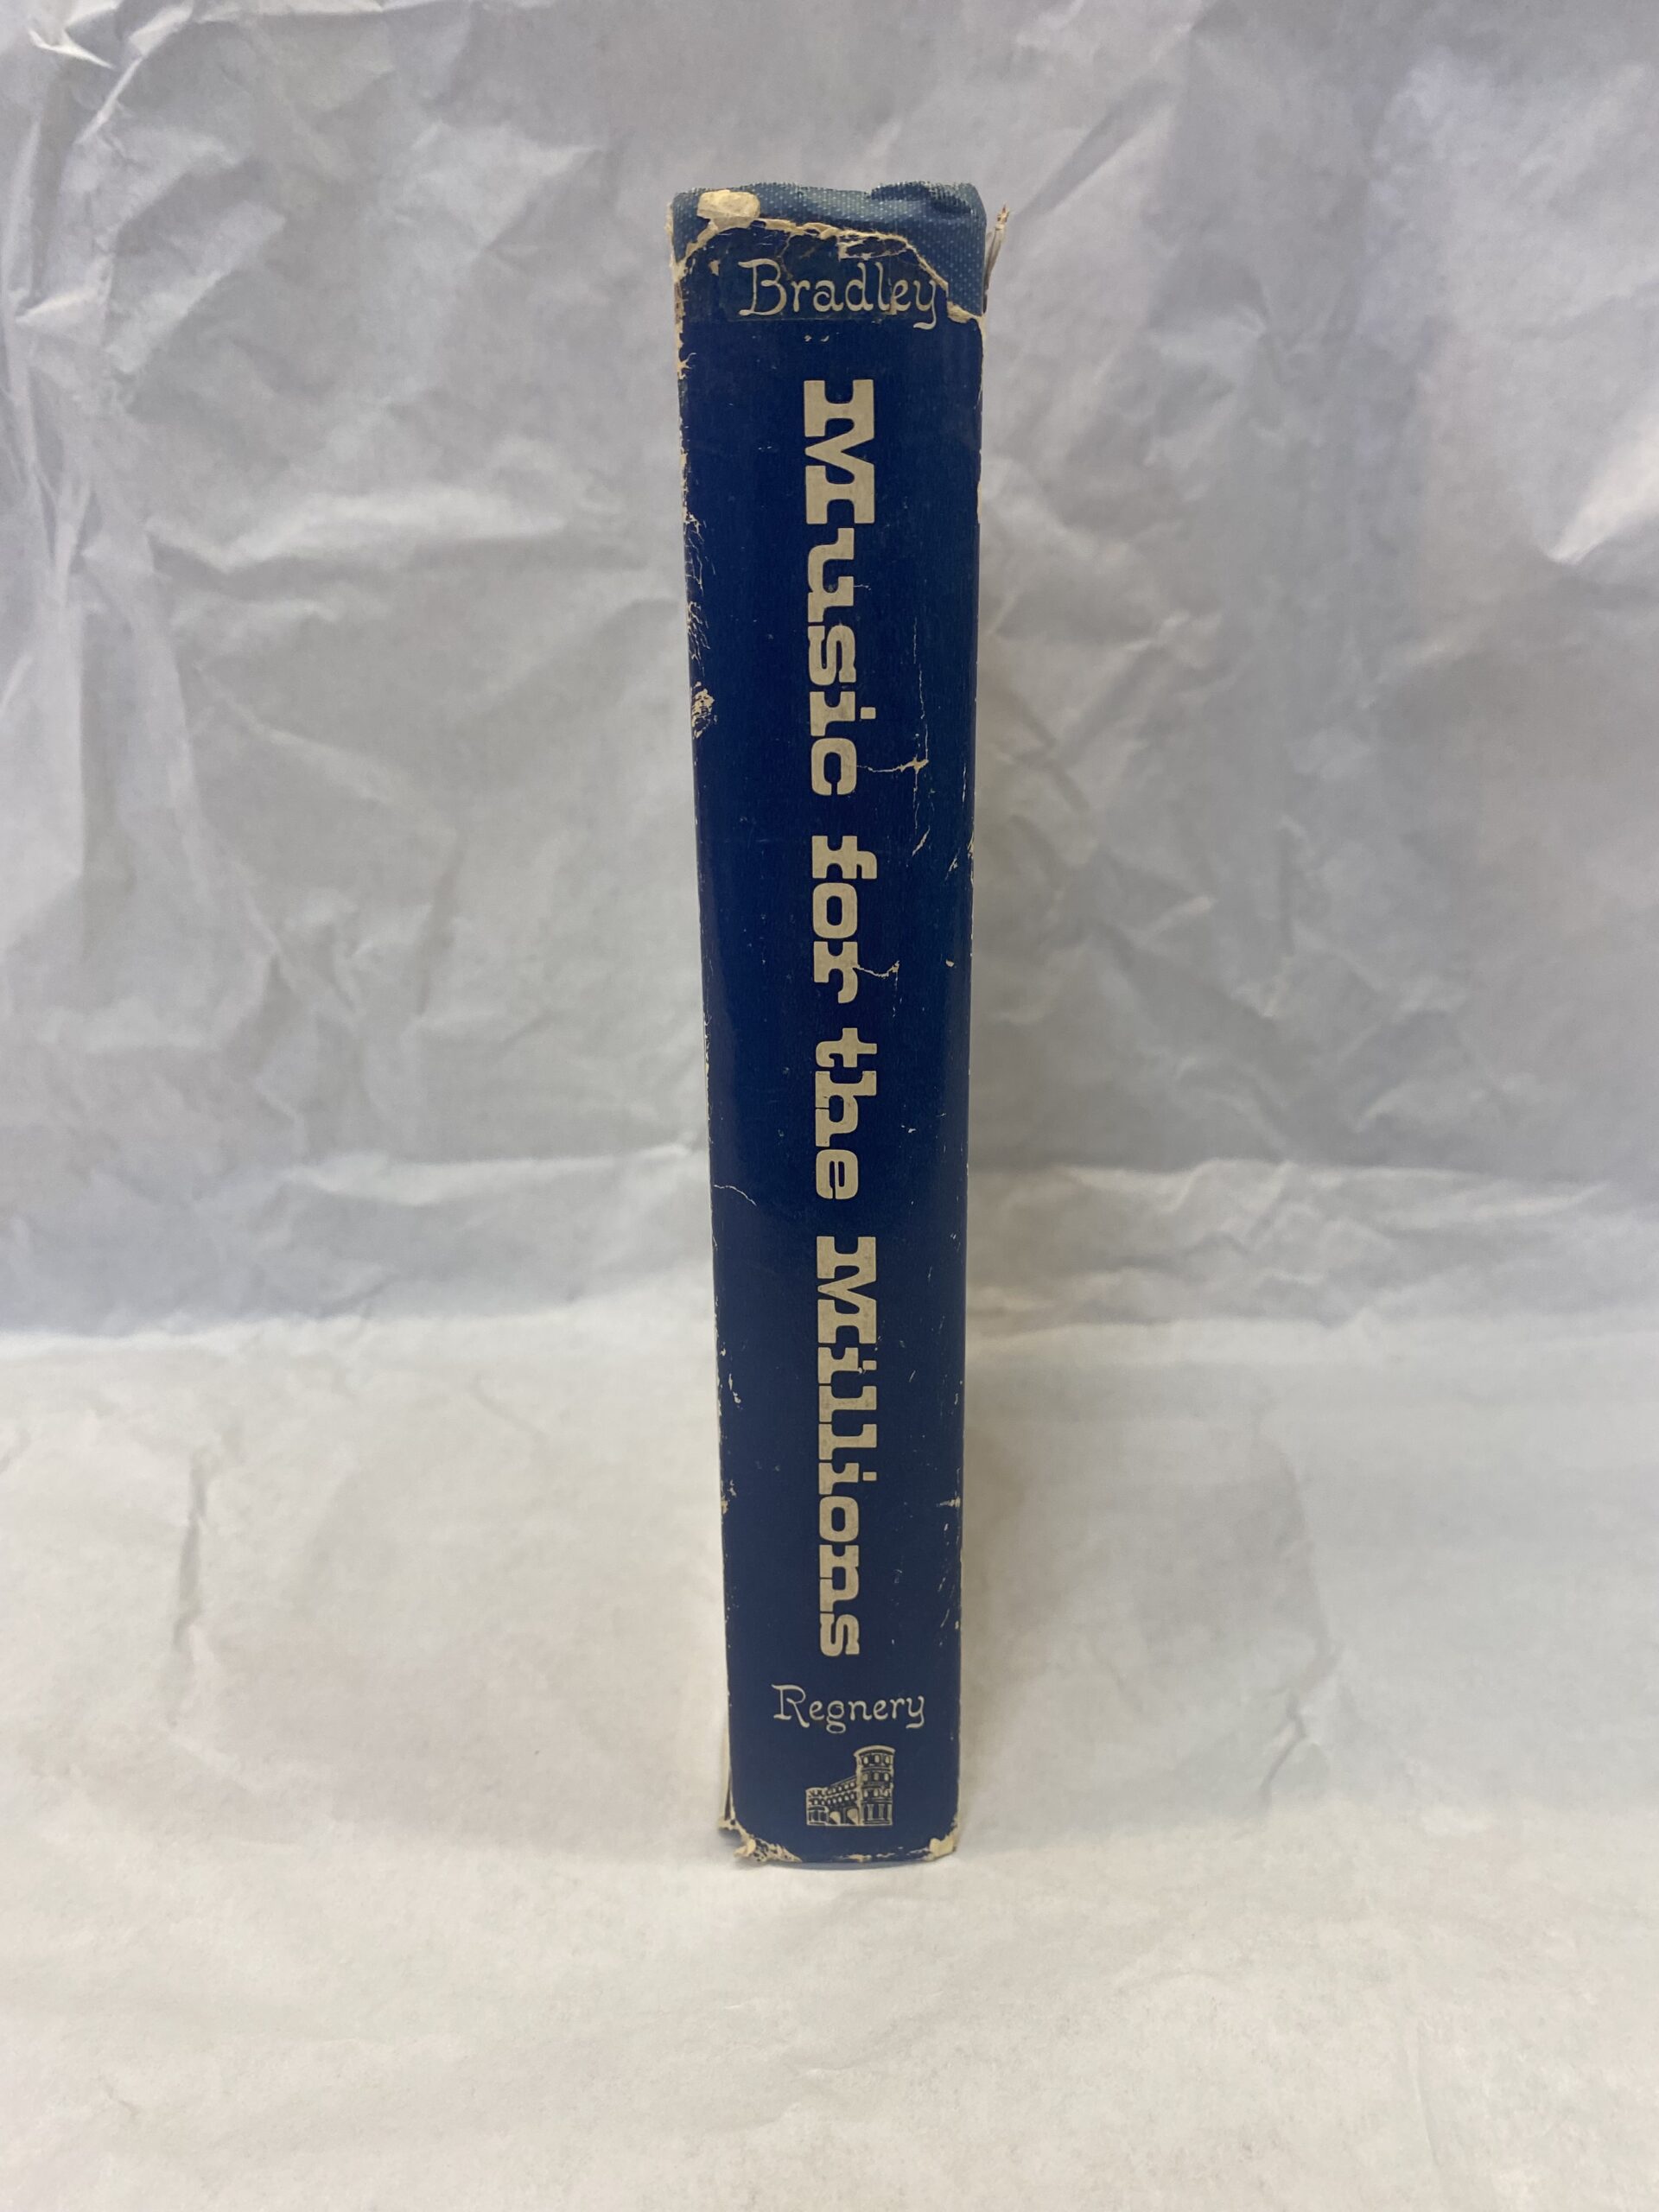 Bradley
Music for the Millions
Regnery